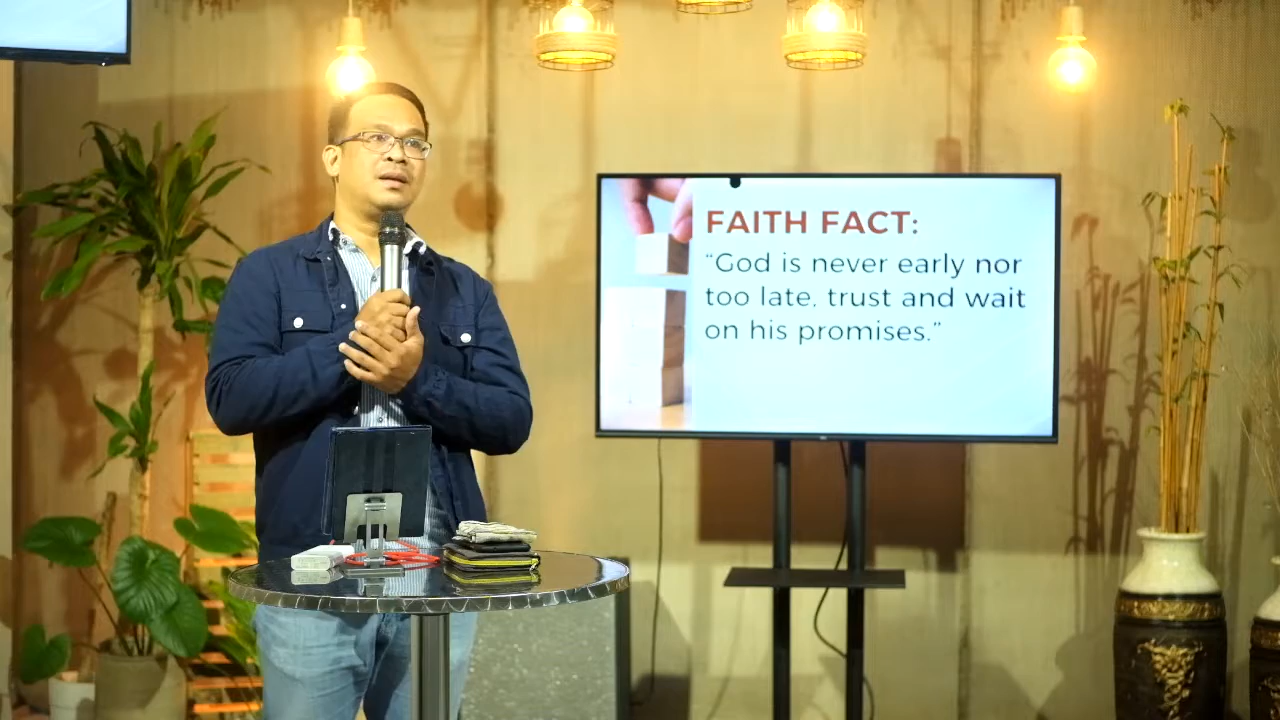 FAITH FACT:
“God is never early nor
too late, trust and wait
on his promises.”